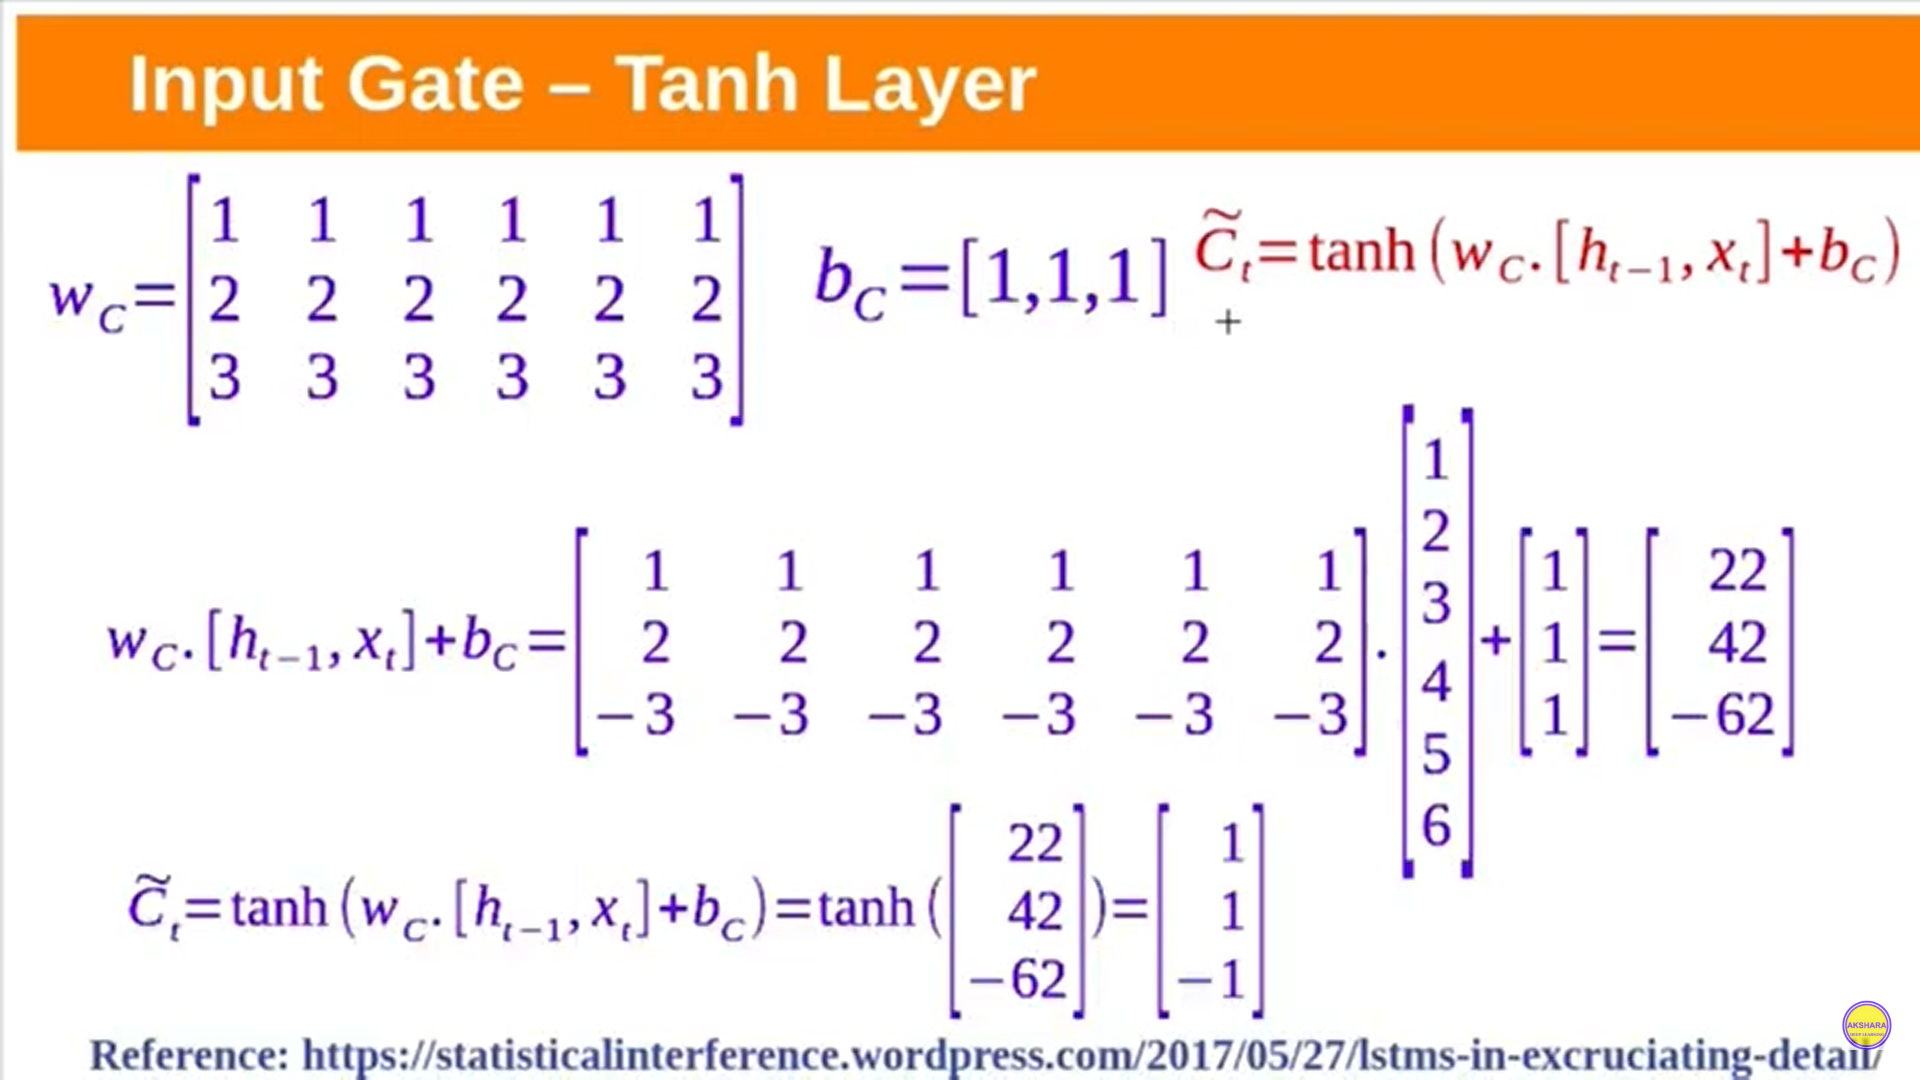 Input Gate – Tanh Layer
w_C = [1 1 1 1 1 1
2 2 2 2 2 2
3 3 3 3 3 3]
b_C = [1,1,1]
C̃_t = tanh(w_C.[h_{t−1}, x_t]+b_C)
w_C.[h_{t−1}, x_t]+b_C = [1 1 1 1 1 1
2 2 2 2 2 2
−3 −3 −3 −3 −3 −3]
. [1
2
3
4
5
6]
+ [1
1
1]
= [22
42
−62]
C̃_t = tanh(w_C.[h_{t−1}, x_t]+b_C) = tanh([22
42
−62])
= [1
1
−1]
Reference: https://statisticalinterference.wordpress.com/2017/05/27/lstms-in-excruciating-detail/
AKSHARA